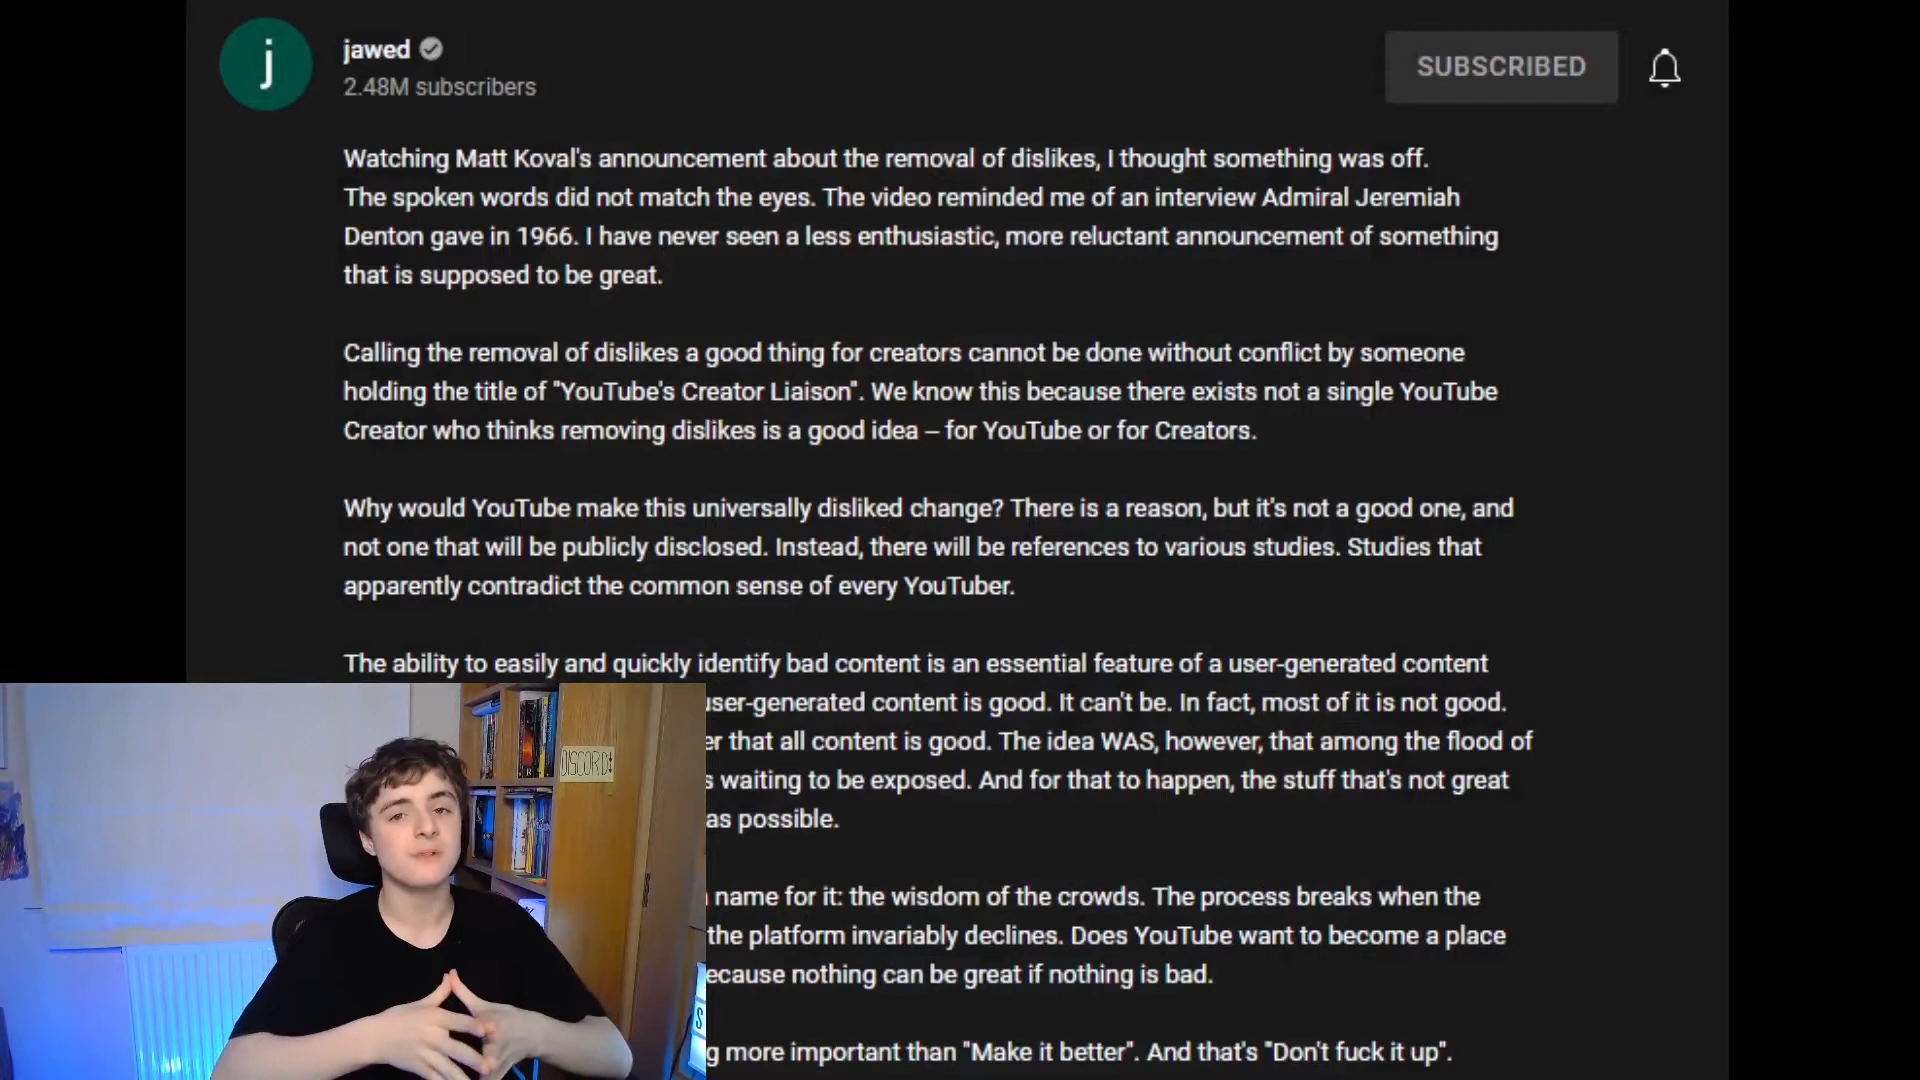 j
jawed
2.48M subscribers
SUBSCRIBED
Watching Matt Koval's announcement about the removal of dislikes, I thought something was off.
The spoken words did not match the eyes. The video reminded me of an interview Admiral Jeremiah
Denton gave in 1966. I have never seen a less enthusiastic, more reluctant announcement of something
that is supposed to be great.
Calling the removal of dislikes a good thing for creators cannot be done without conflict by someone
holding the title of "YouTube's Creator Liaison". We know this because there exists not a single YouTube
Creator who thinks removing dislikes is a good idea – for YouTube or for Creators.
Why would YouTube make this universally disliked change? There is a reason, but it's not a good one, and
not one that will be publicly disclosed. Instead, there will be references to various studies. Studies that
apparently contradict the common sense of every YouTuber.
The ability to easily and quickly identify bad content is an essential feature of a user-generated content
user-generated content is good. It can't be. In fact, most of it is not good.
that all content is good. The idea WAS, however, that among the flood of
waiting to be exposed. And for that to happen, the stuff that's not great
as possible.
name for it: the wisdom of the crowds. The process breaks when the
the platform invariably declines. Does YouTube want to become a place
nothing can be great if nothing is bad.
more important than "Make it better". And that's "Don't fuck it up".
DISCORD